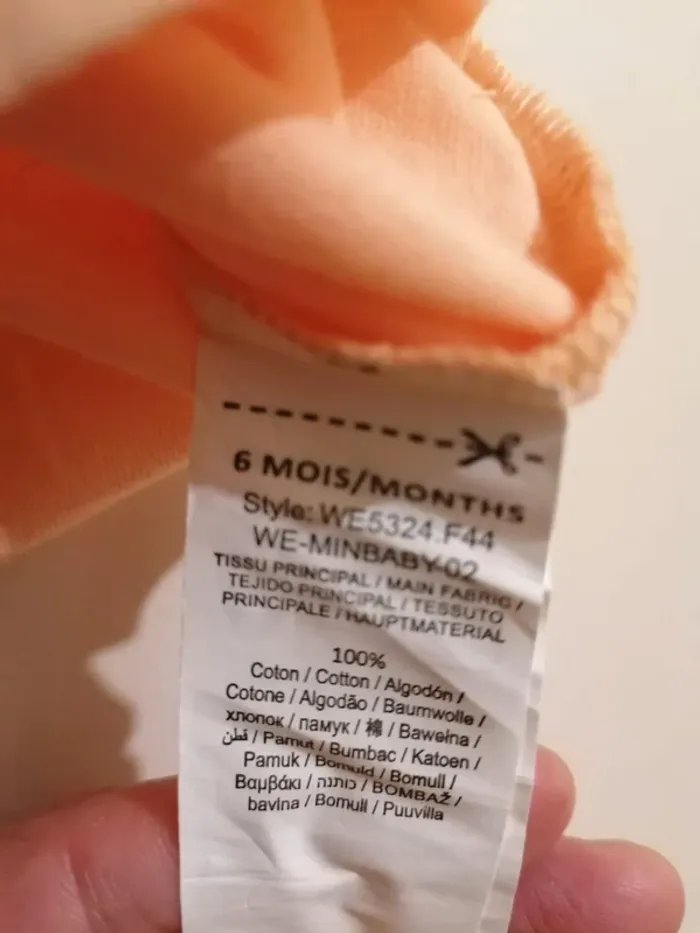 6 MOIS/MONTHS
Style: WE5324.F44
WE-MINBABY-02
TISSU PRINCIPAL / MAIN FABRIC /
TEJIDO PRINCIPAL / TESSUTO
PRINCIPALE / HAUPTMATERIAL
100%
Coton / Cotton / Algodón /
Cotone / Algodão / Baumwolle /
хлопок / памук / 棉 / Bawełna /
قطن / Pamut / Bumbac / Katoen /
Pamuk / Bomuld / Bomull /
Βαμβάκι / כותנה / BOMBAŽ /
bavlna / Bomull / Puuvilla